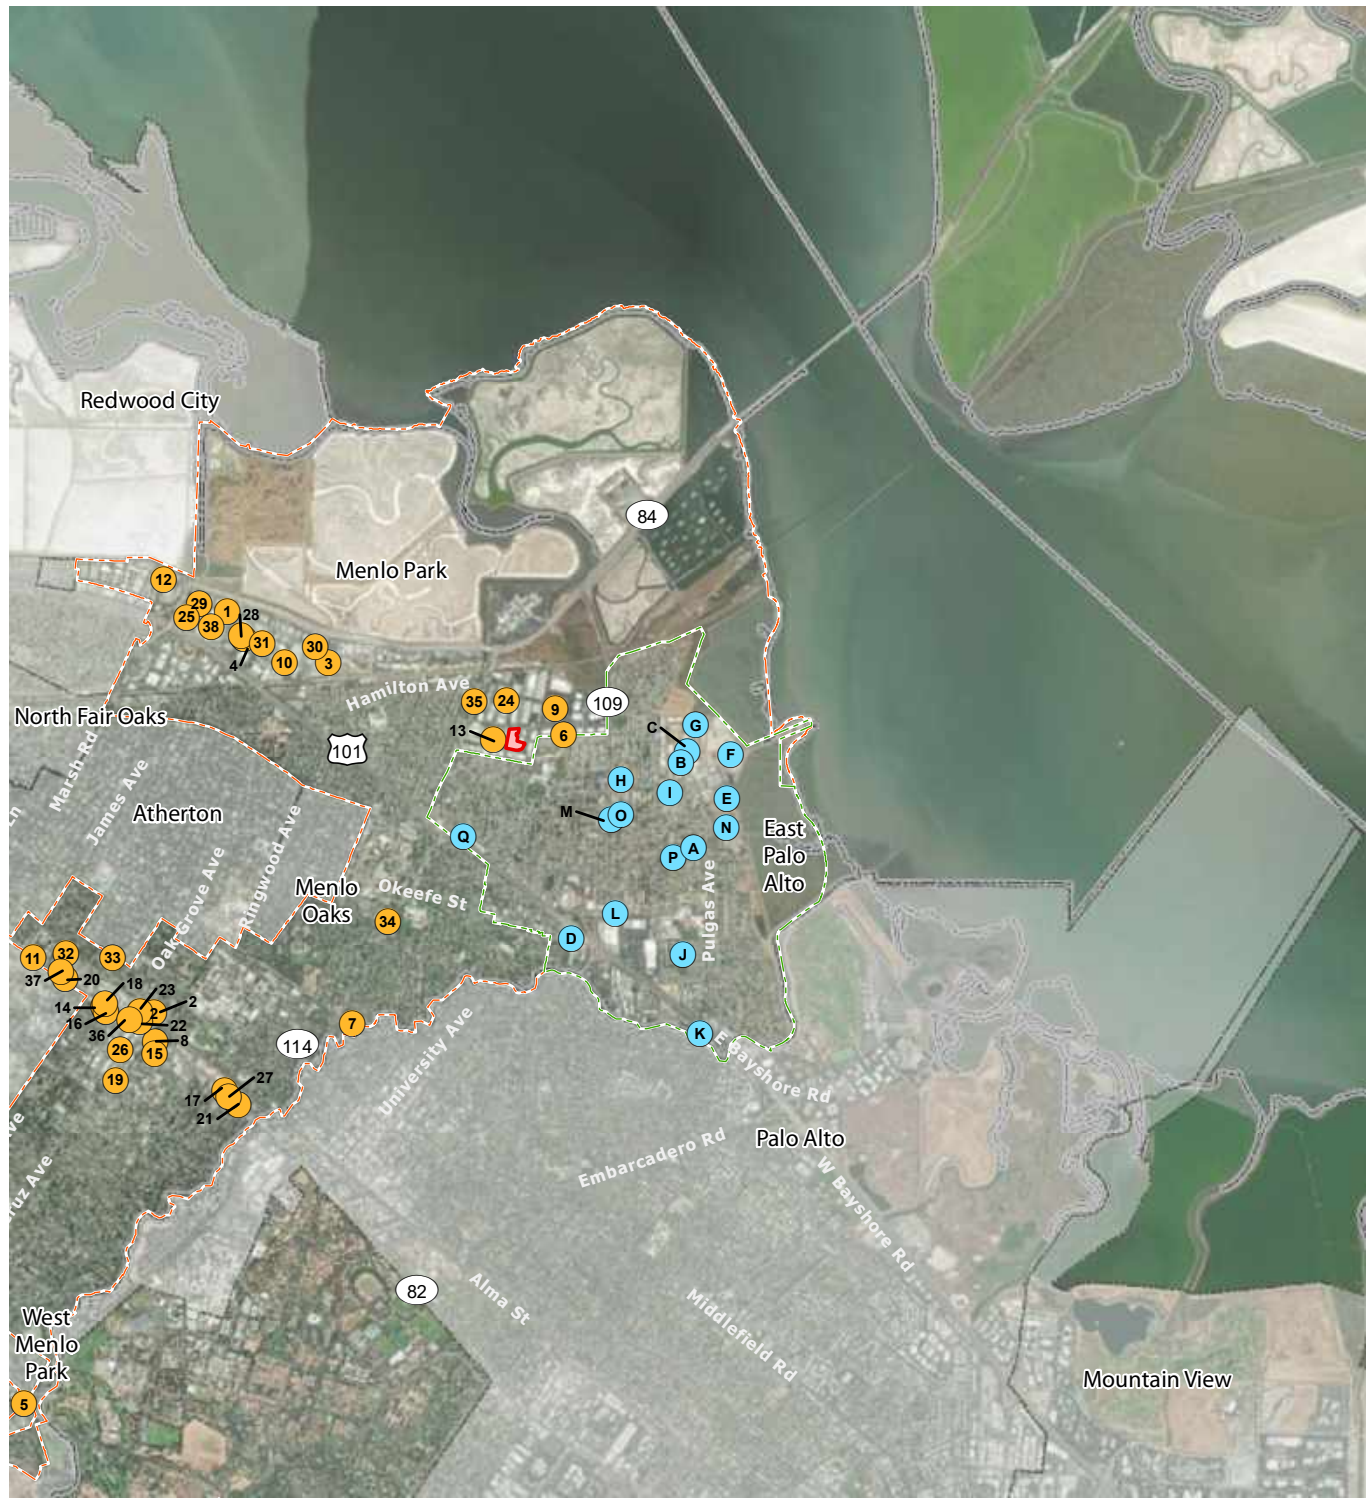 Redwood City
84
Menlo Park
12
29
1
28
25
38
31
30
4
10
3
Hamilton Ave
35
24
9
109
North Fair Oaks
13
6
C
G
101
B
F
Marsh Rd
James Ave
H
I
E
Atherton
M
O
N
East
Palo
Alto
Q
A
P
Ringwood Ave
Oak Grove Ave
Menlo
Oaks
Okeefe St
Pulgas Ave
Ln
34
L
D
J
11
32
33
37
20
18
23
2
14
16
2
36
22
7
K
114
8
26
15
University Ave
E Bayshore Rd
19
27
17
21
Palo Alto
Embarcadero Rd
W Bayshore Rd
82
Alma St
Middlefield Rd
West
Menlo
Park
Mountain View
5